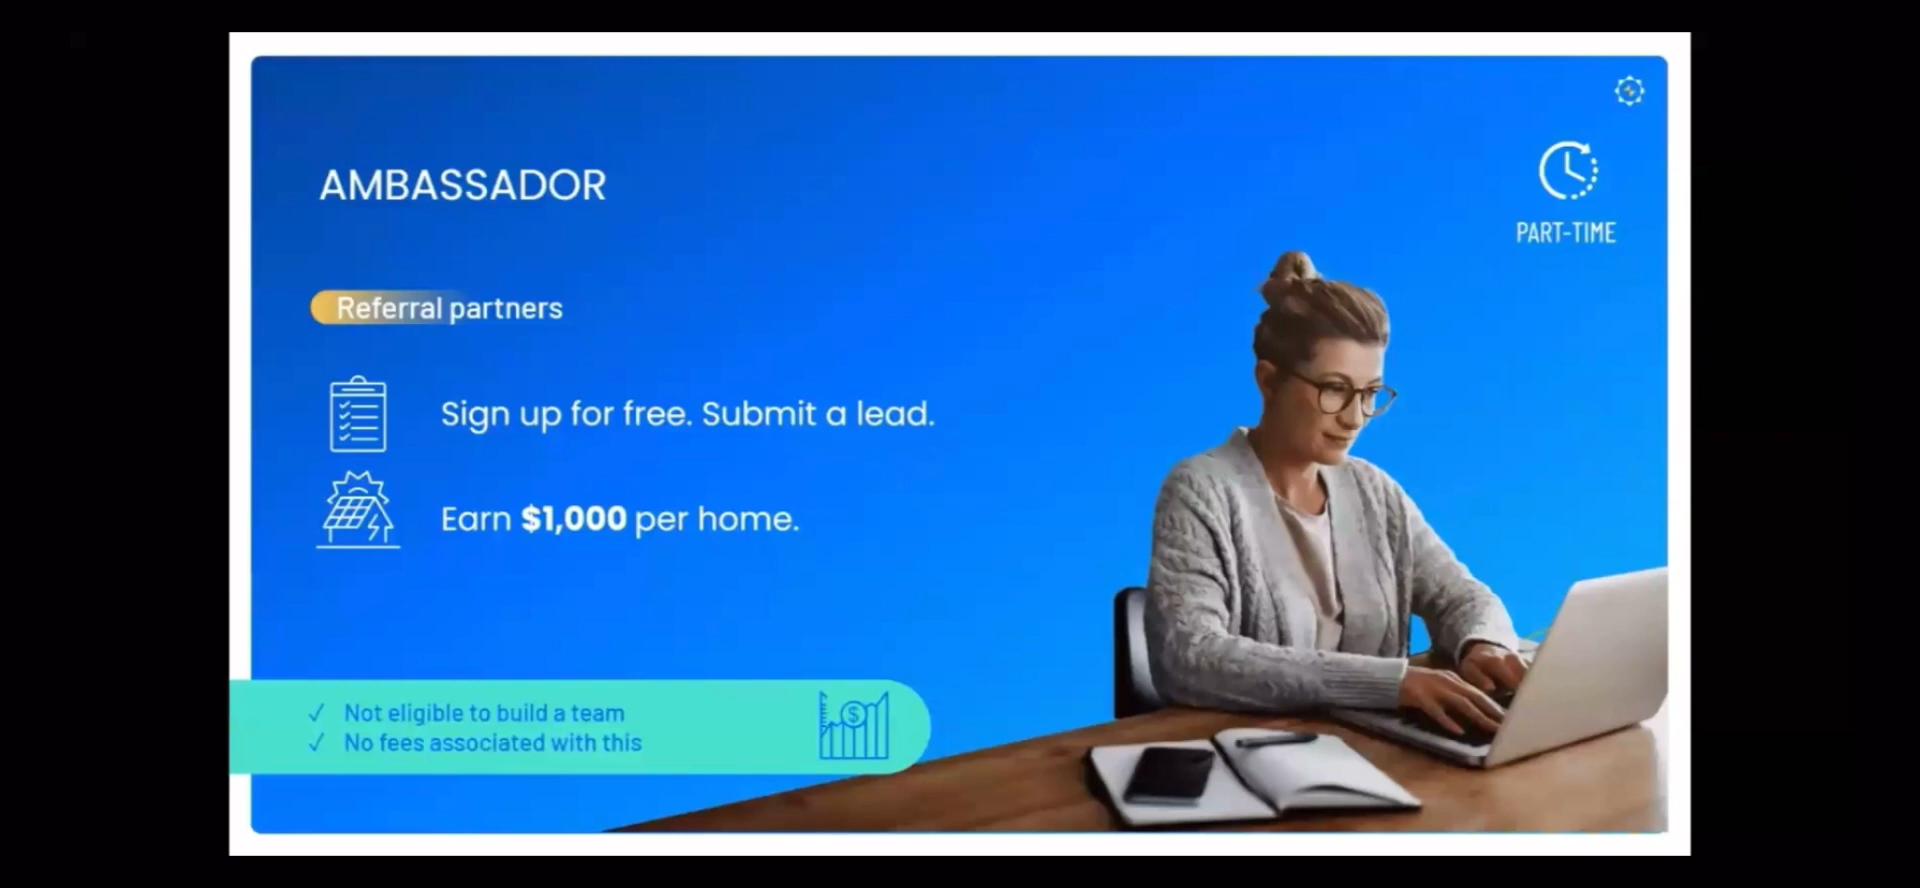 AMBASSADOR
PART-TIME
Referral partners
Sign up for free. Submit a lead.
Earn $1,000 per home.
✓ Not eligible to build a team
✓ No fees associated with this
$